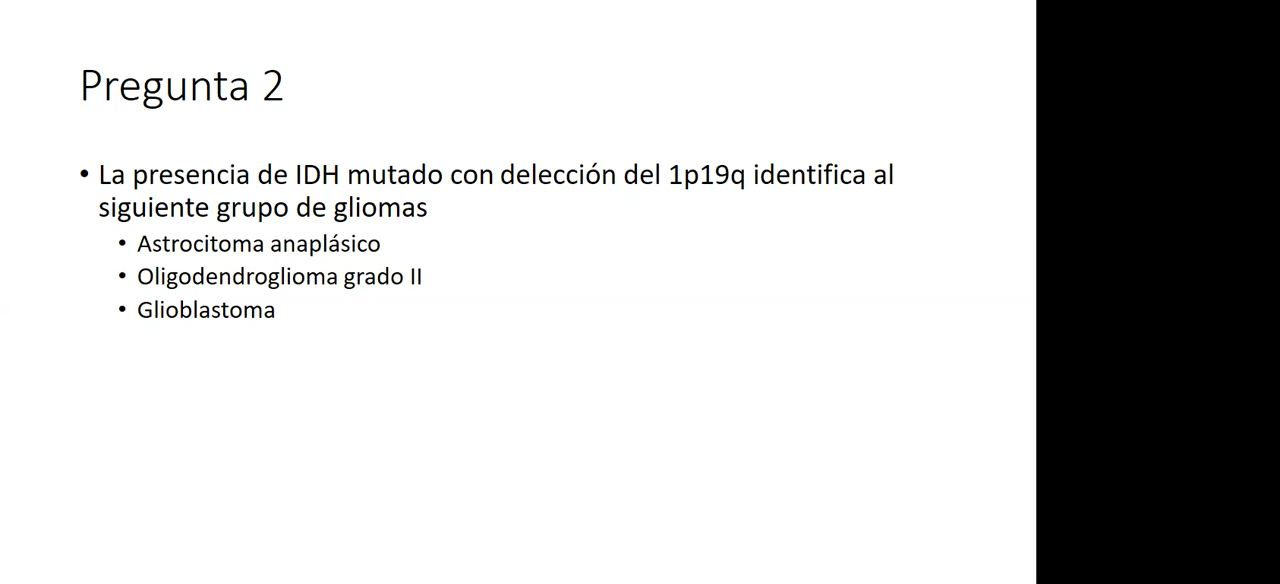 Pregunta 2
• La presencia de IDH mutado con delección del 1p19q identifica al
siguiente grupo de gliomas
• Astrocitoma anaplásico
• Oligodendroglioma grado II
• Glioblastoma